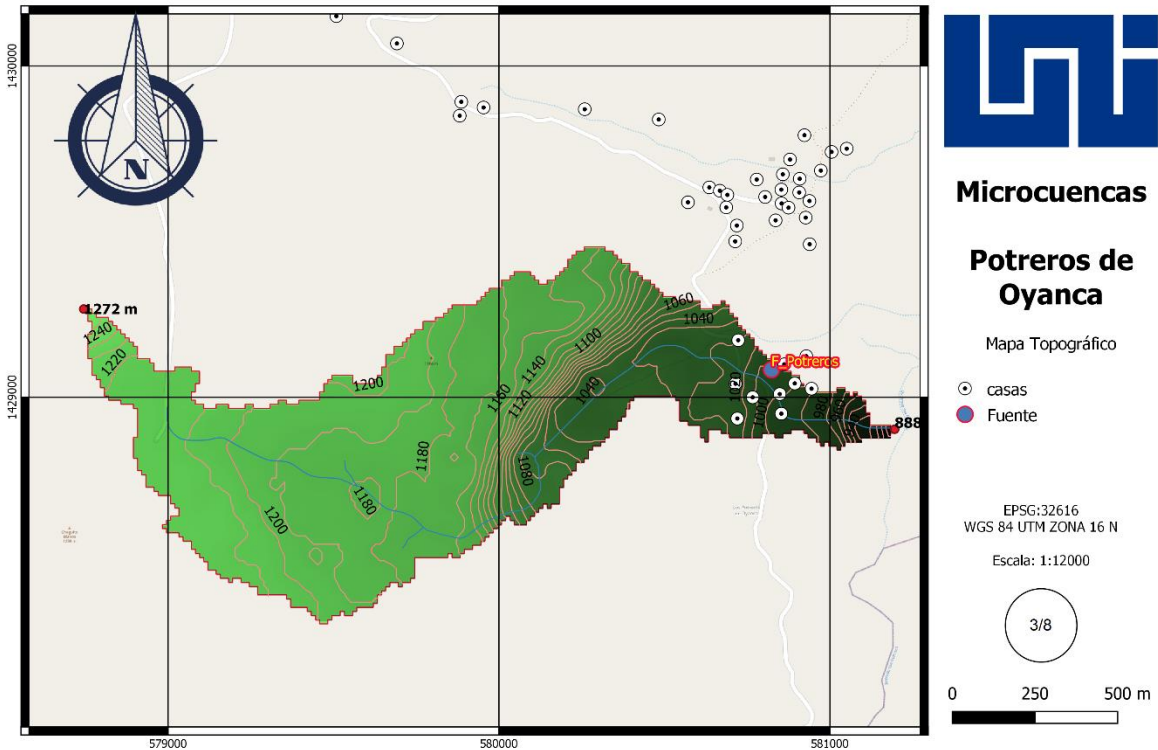 1430000
1429000
579000
580000
581000
N
1272 m
1240
1220
1200
1200
1180
1180
1160
1140
1120
1100
1080
1060
1040
1040
1020
1000
980
F_Potreros
888
UNI
Microcuencas
Potreros de
Oyanca
Mapa Topográfico
casas
Fuente
EPSG:32616
WGS 84 UTM ZONA 16 N
Escala: 1:12000
3/8
0 250 500 m